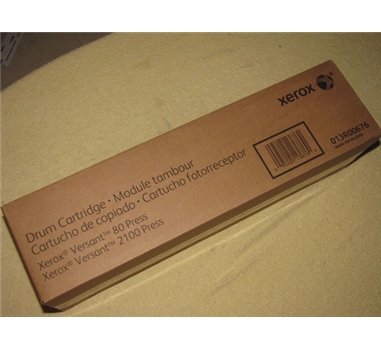 xerox
013R00676
Drum Cartridge • Module tambour
Cartucho de copiado • Cartucho fotorreceptor
Xerox® Versant™ 80 Press
Xerox® Versant™ 2100 Press